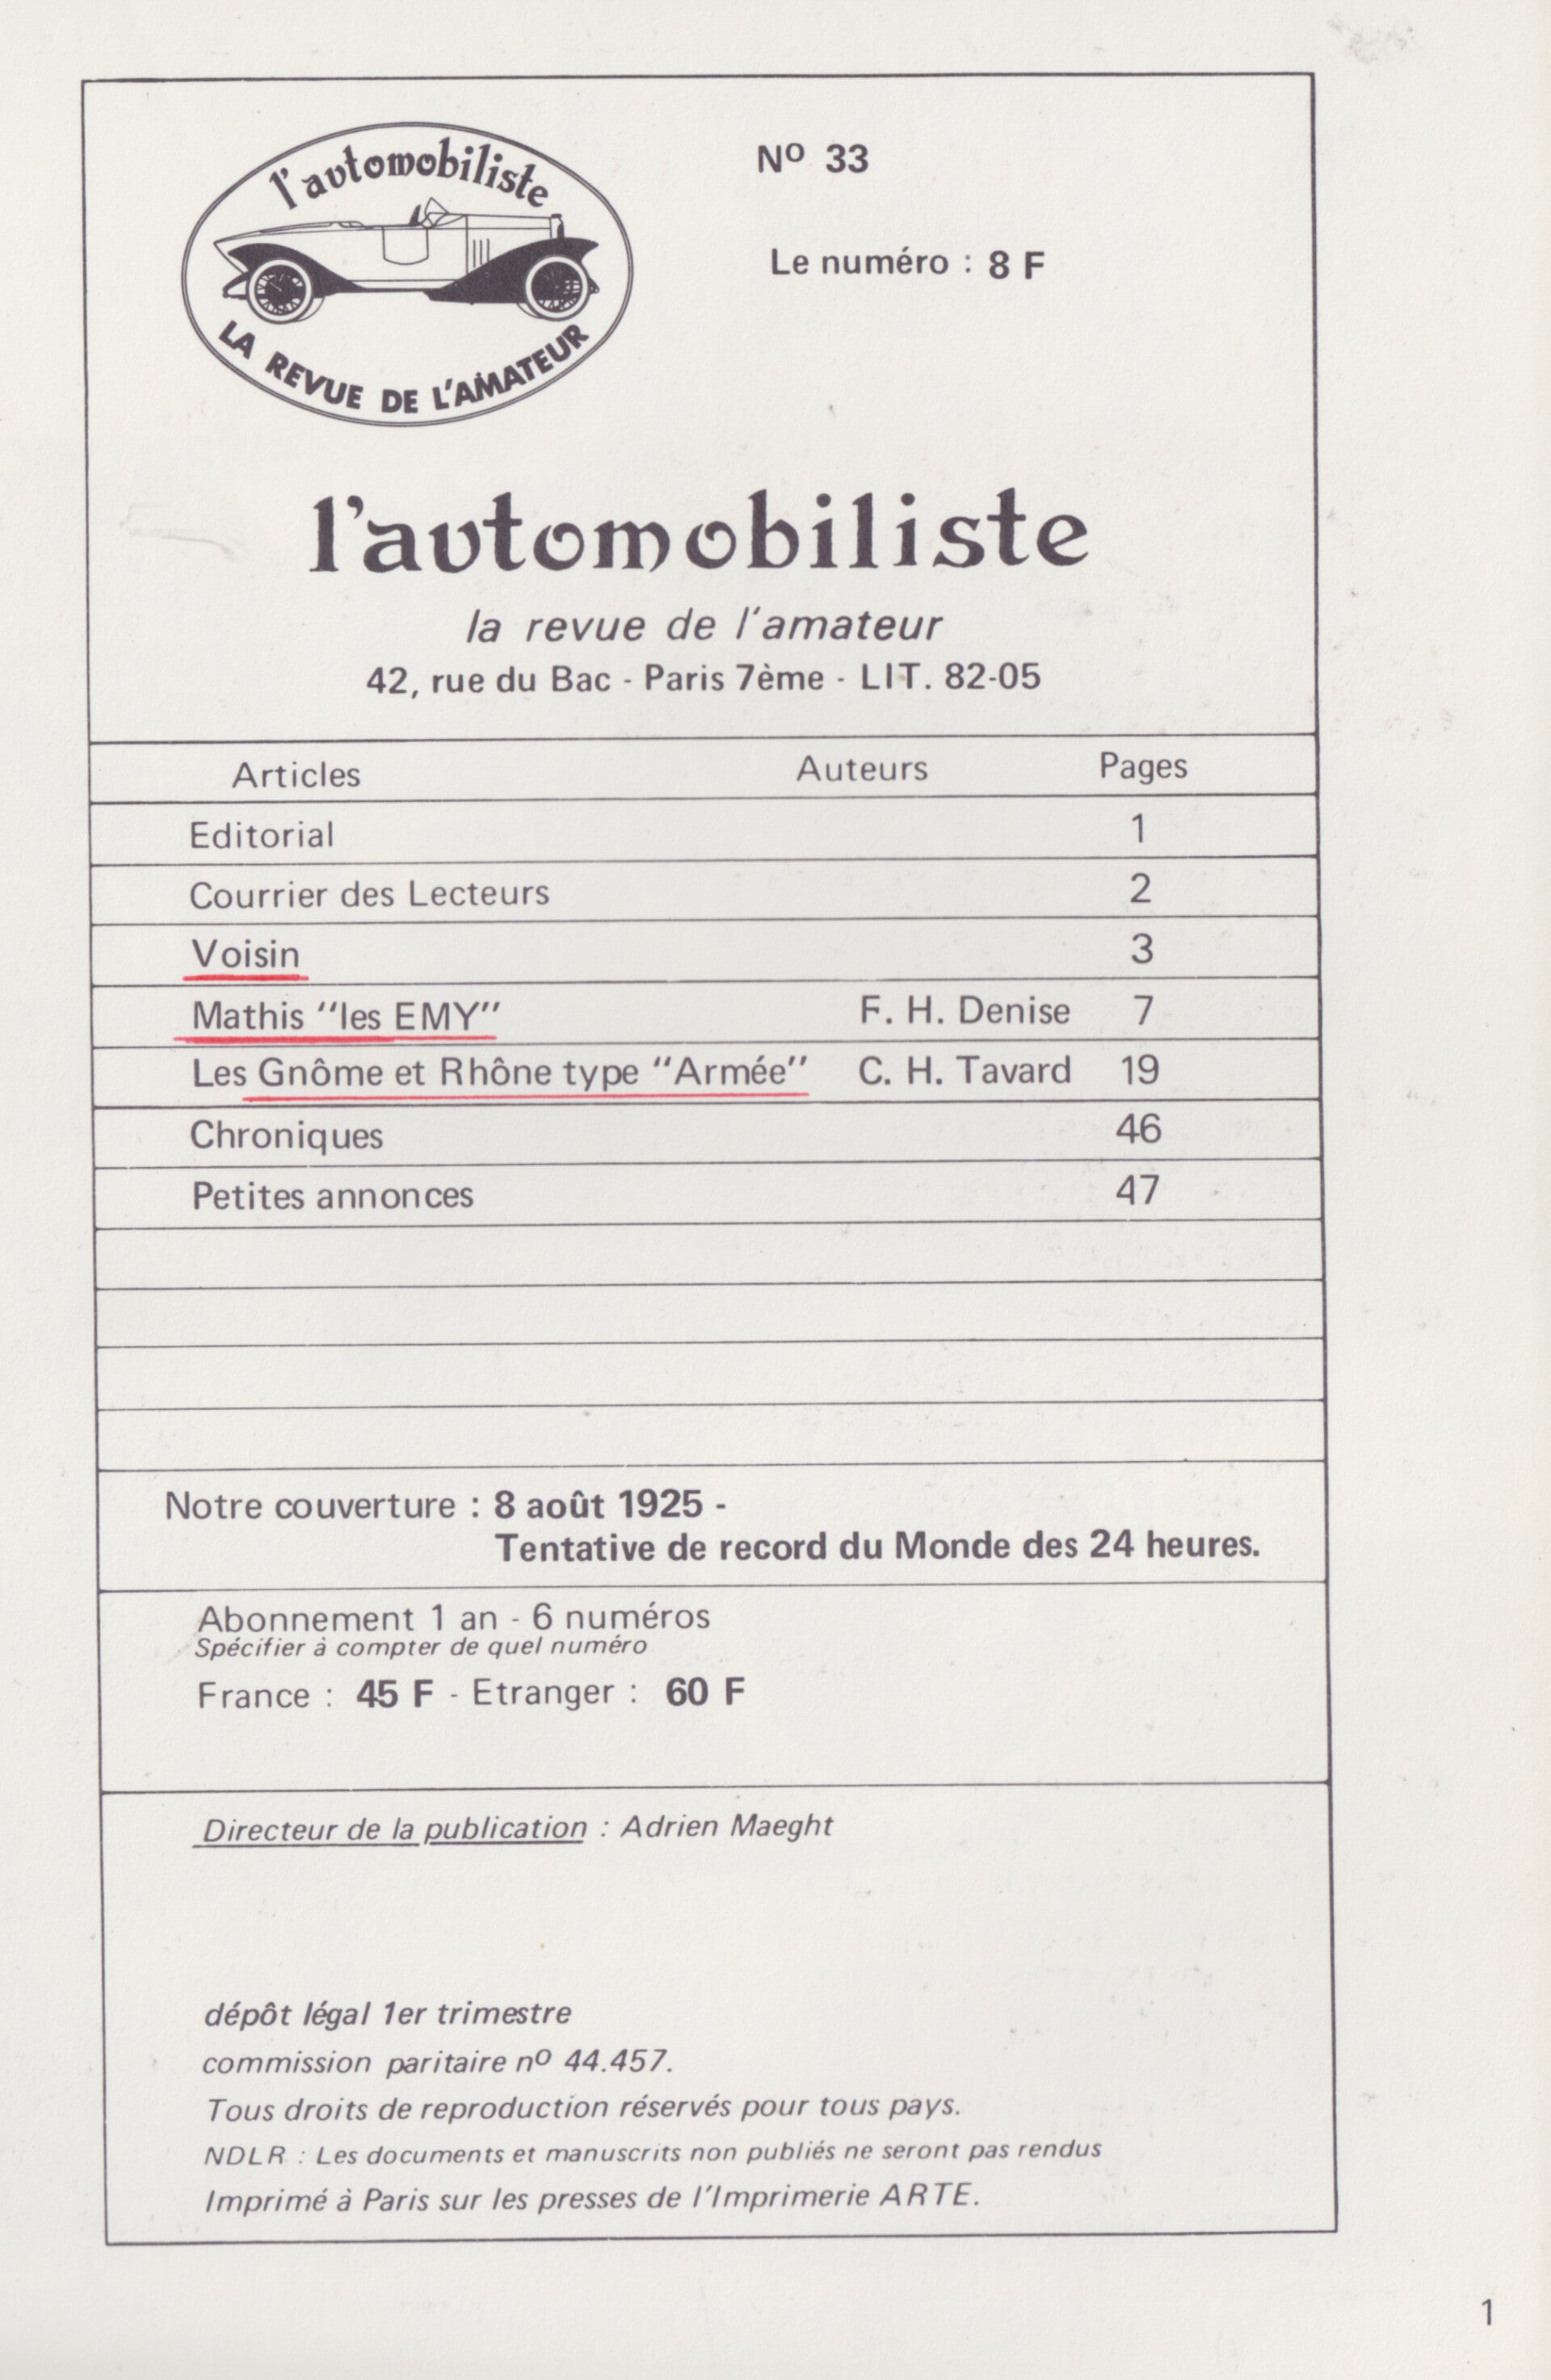 l'automobiliste
LA REVUE DE L'AMATEUR
Nº 33
Le numéro : 8 F
l'automobiliste
la revue de l'amateur
42, rue du Bac - Paris 7ème - LIT. 82-05
Articles Auteurs Pages
Editorial 1
Courrier des Lecteurs 2
Voisin 3
Mathis "les EMY" F. H. Denise 7
Les Gnôme et Rhône type "Armée" C. H. Tavard 19
Chroniques 46
Petites annonces 47
Notre couverture : 8 août 1925 -
Tentative de record du Monde des 24 heures.
Abonnement 1 an - 6 numéros
Spécifier à compter de quel numéro
France : 45 F - Etranger : 60 F
Directeur de la publication : Adrien Maeght
dépôt légal 1er trimestre
commission paritaire nº 44.457.
Tous droits de reproduction réservés pour tous pays.
NDLR : Les documents et manuscrits non publiés ne seront pas rendus
Imprimé à Paris sur les presses de l'Imprimerie ARTE.
1